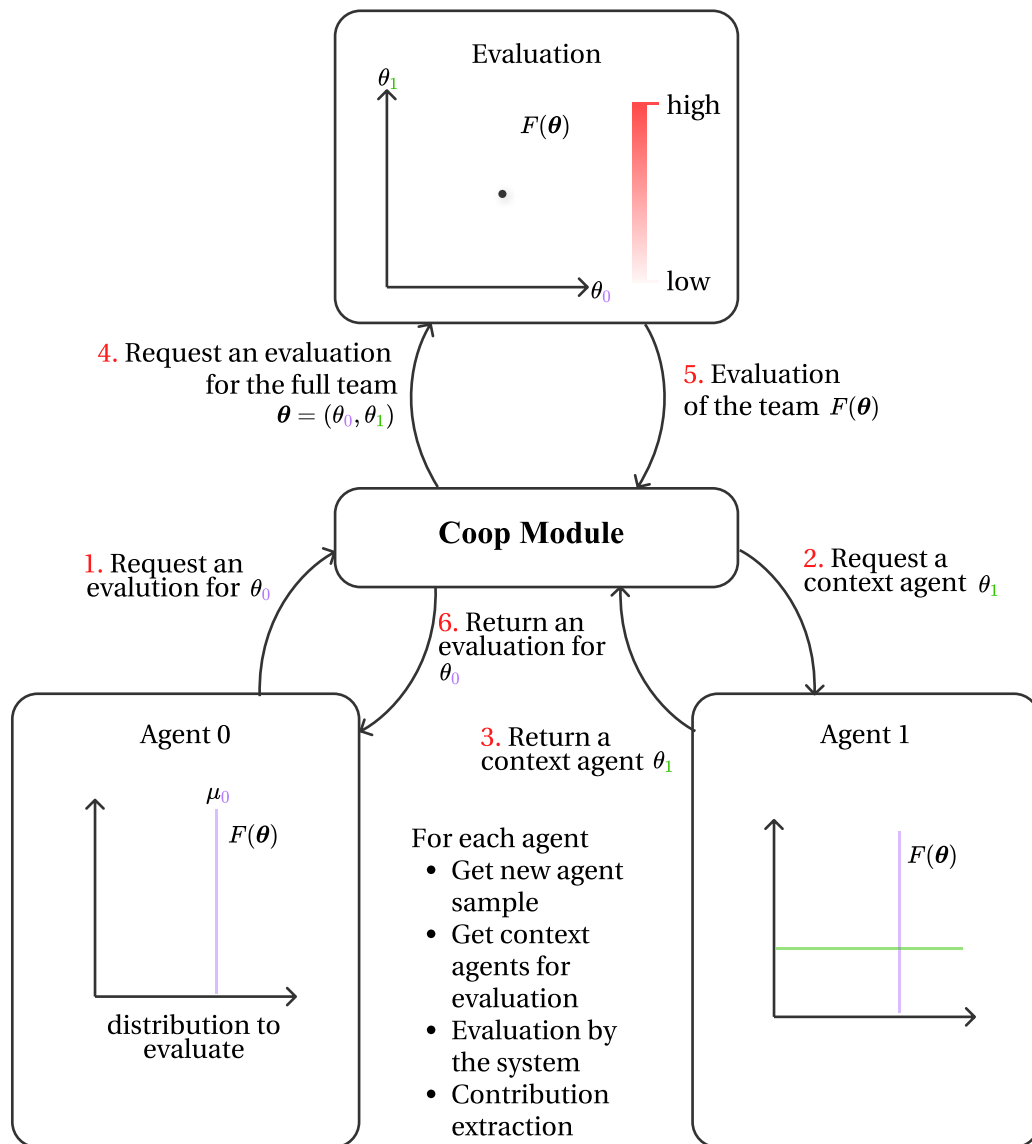 Evaluation
θ₁
F(θ)
high
low
θ₀
4. Request an evaluation
for the full team
θ = (θ₀, θ₁)
5. Evaluation
of the team F(θ)
Coop Module
1. Request an
evalution for θ₀
2. Request a
context agent θ₁
6. Return an
evaluation for
θ₀
3. Return a
context agent θ₁
Agent 0
μ₀
F(θ)
distribution to
evaluate
For each agent
• Get new agent
sample
• Get context
agents for
evaluation
• Evaluation by
the system
• Contribution
extraction
Agent 1
F(θ)